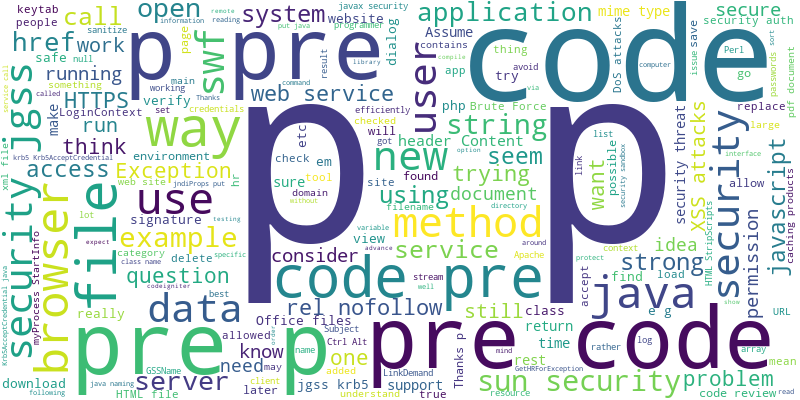 keytab
people
sanitize
call
open
system
javax security
website
information
reading
remote
put java
programmer
application
mime type
secure
security auth
href
work
swf
p pre
code
dialog
Assume
contains
DoS attacks
Perl
issue
save
passwords
sort
safe
null
something
running
HTTPS
page
main
working
result
library
command
user
thing
avoid
try
app
compile
computer
via
go
pdf document
called
verify
Thanks
web service
php
Brute Force
replace
large
service call
LoginContext
run
make
set
credentials
efficiently
checked
will
got
header Content
string
way
etc
think
environment
check
em
new
seem
possible
list
link
security sandbox
security threat
XSS attacks
security
javascript
interface
krb5 Krb5AcceptCredential
xml file
jgss
access
Exception
web site
jndiProps put
sure
tool
domain
without
site
found
option
trying
want
allow
HTML StripScripts
caching products
browser
file
use
hr
signature
testing
using
document
filename
directory
p p
lot
example
category
delete
specific
class name
consider
view
variable
advance
method
around
Apache
service
idea
strong
context
permission
protect
security java
Krb5AcceptCredential java
myProcess StartInfo
expect
question
data
codeigniter
best
code pre
stream
well
still
class
accept
find
load
java
e g
URL
show
really
rel nofollow
Office files
allowed
Subject
Ctrl Alt
Thanks p
return
time
rather
log
array
mean
pre
p
name
order
pre code
download
following
java naming
GSSName
HTML file
server
know
need
may
client
later
added
understand
one
jgss krb5
LinkDemand
support
true
rest
mind
GetHRForException
resource
sun security
problem
code review
read